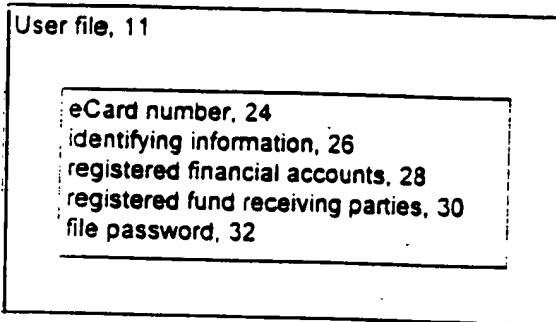 User file, 11
eCard number, 24
identifying information, 26
registered financial accounts, 28
registered fund receiving parties, 30
file password, 32